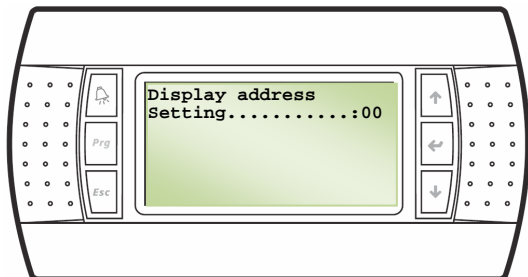 Display address
Setting...........:00
Prg
Esc